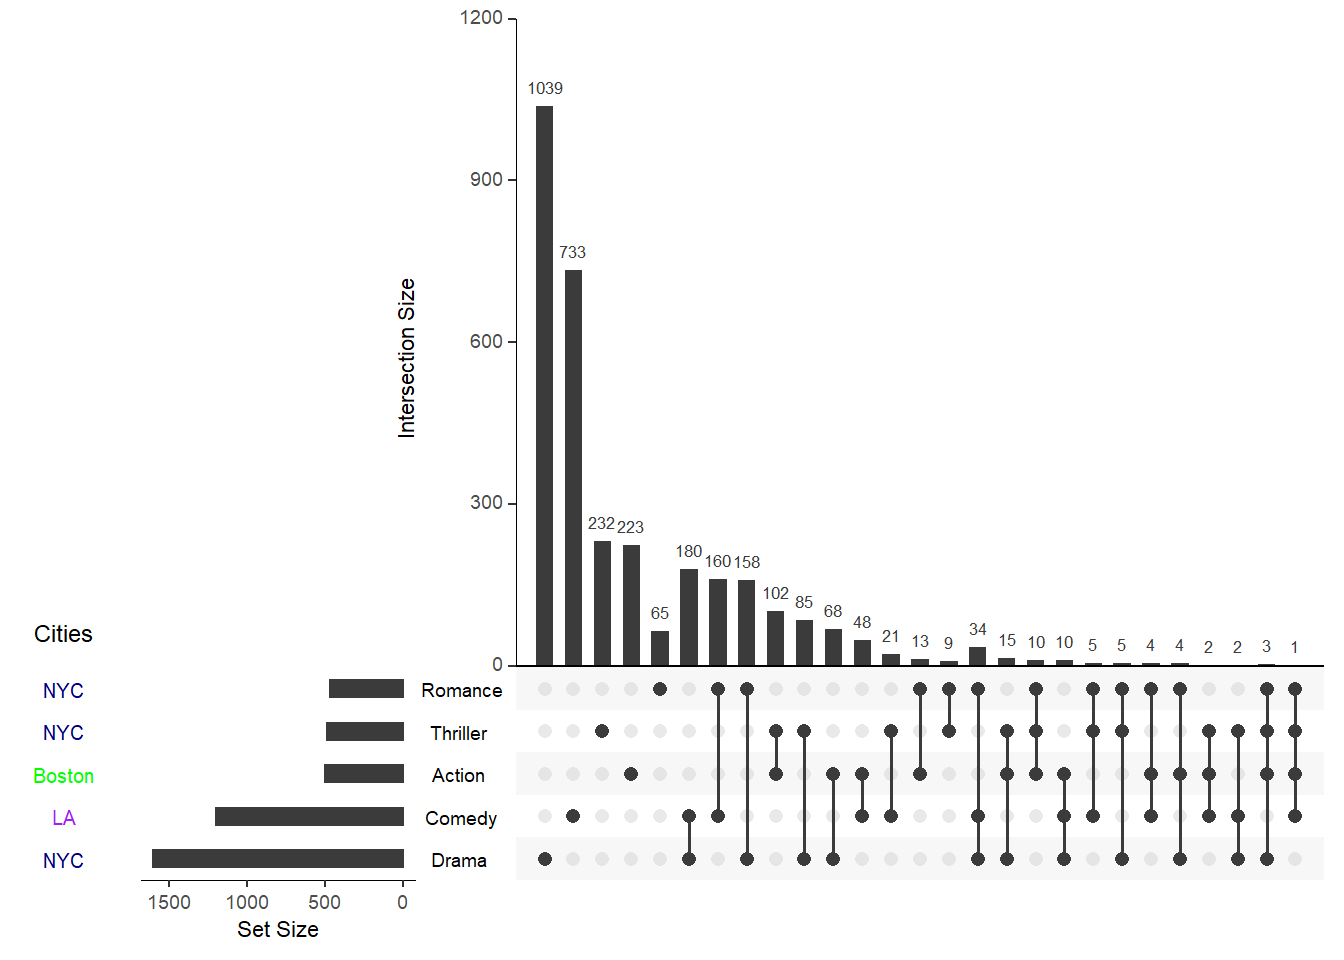 1200
1039
900
733
Intersection Size
600
300
232 223
180 160 158
102 85 68 48 21 13 9 34 15 10 10 5 5 4 4 2 2 3 1
65
0
Cities
NYC Romance
NYC Thriller
Boston Action
LA Comedy
NYC Drama
1500 1000 500 0
Set Size